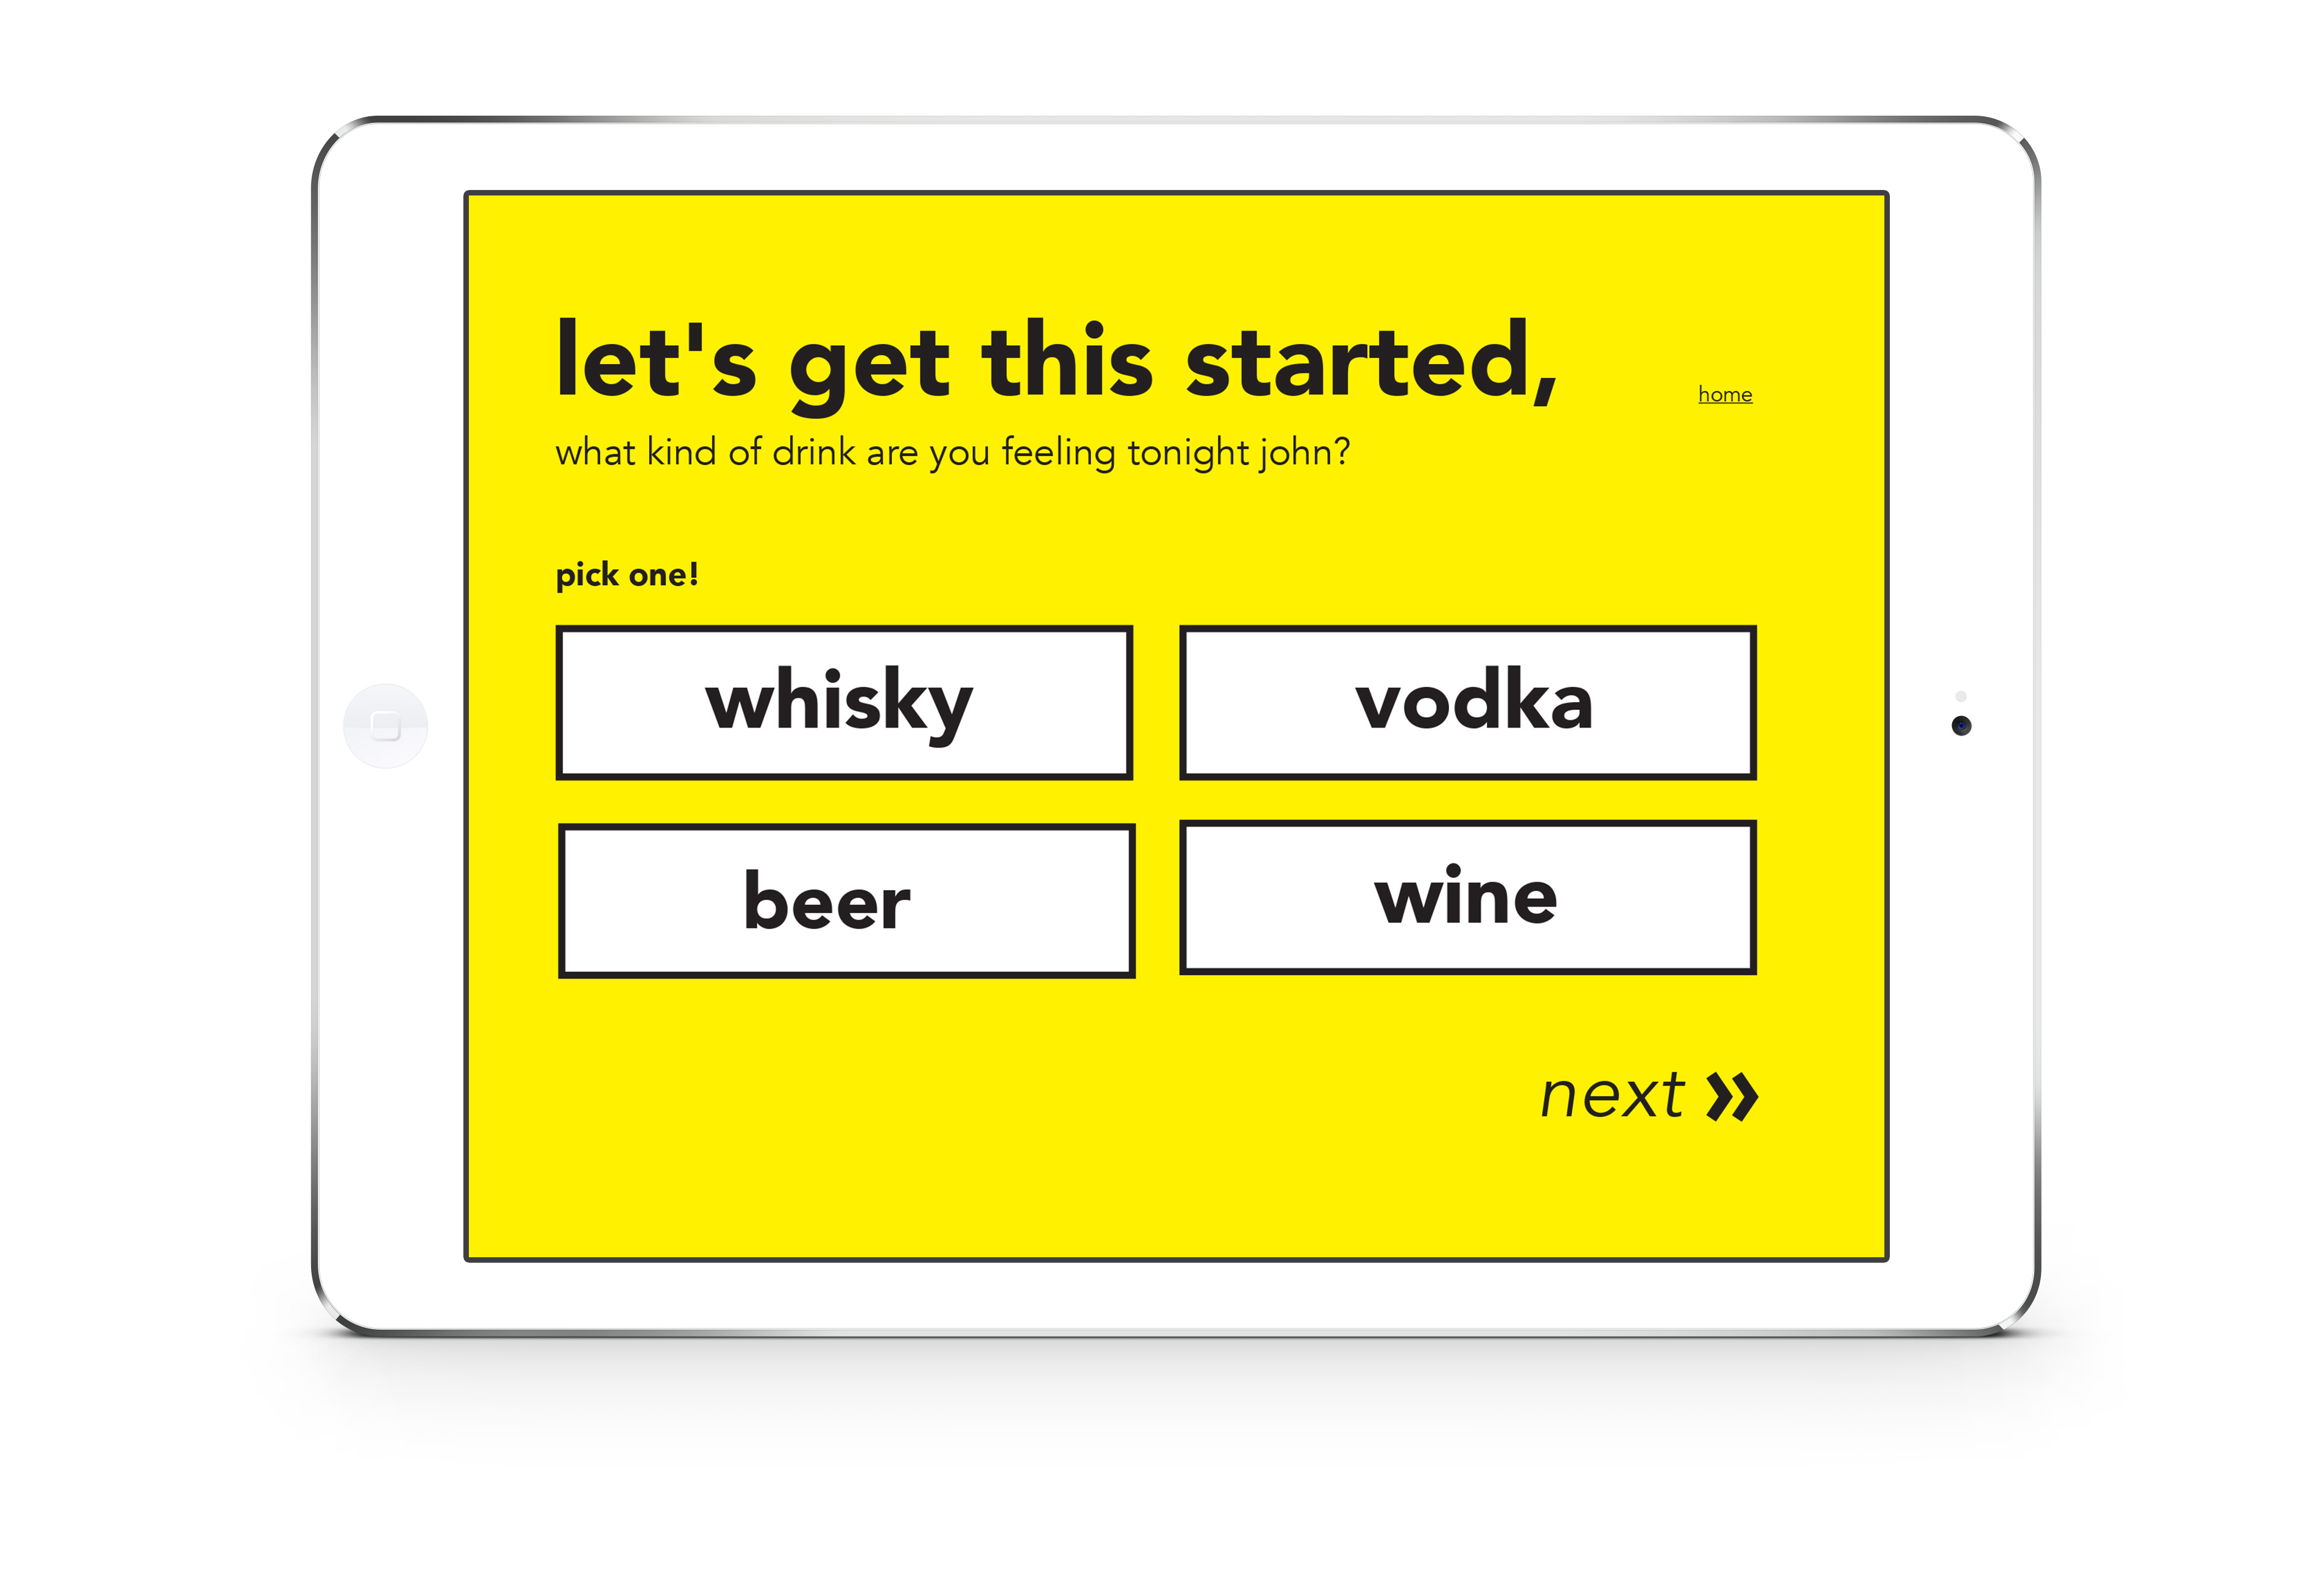 let's get this started,
home
what kind of drink are you feeling tonight john?
pick one!
whisky
vodka
beer
wine
next »